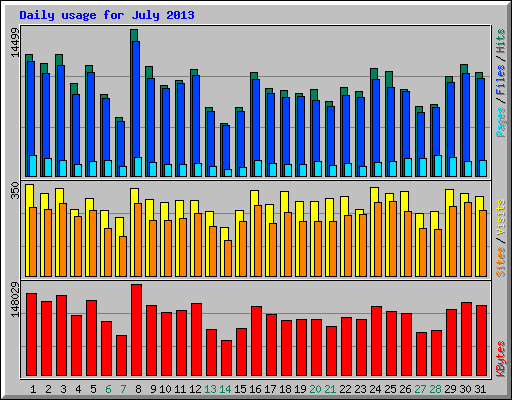 Daily usage for July 2013
14499
350
148029
Pages / Files / Hits
Sites / Visits
KBytes
1 2 3 4 5 6 7 8 9 10 11 12 13 14 15 16 17 18 19 20 21 22 23 24 25 26 27 28 29 30 31